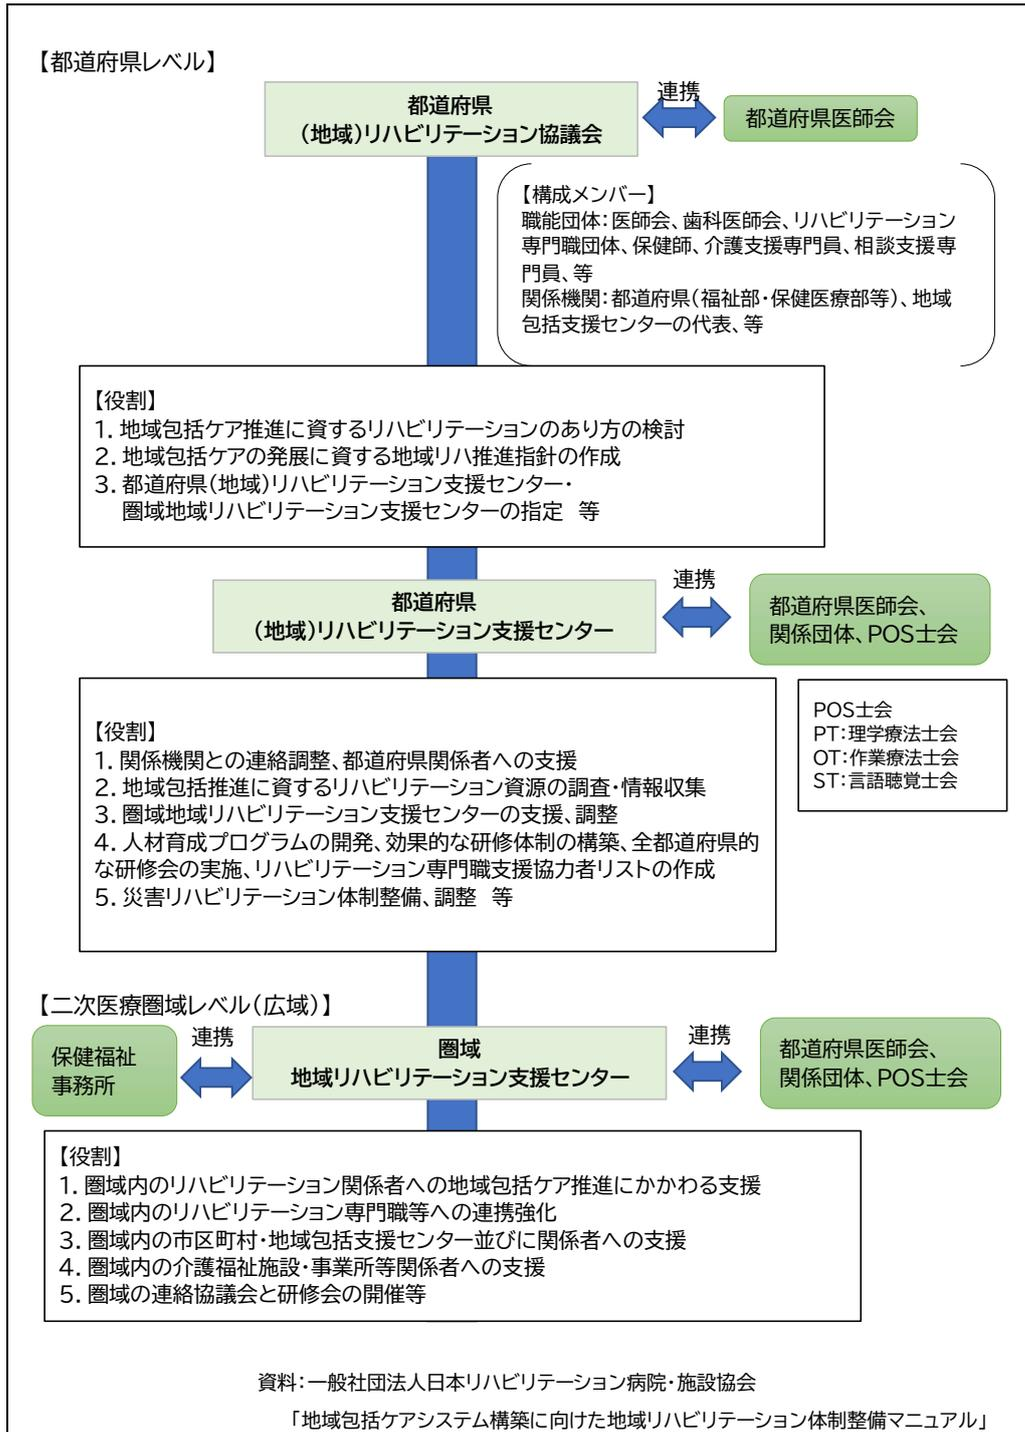 【都道府県レベル】
都道府県
（地域）リハビリテーション協議会
連携
都道府県医師会
【構成メンバー】
職能団体：医師会、歯科医師会、リハビリテーション
専門職団体、保健師、介護支援専門員、相談支援専
門員、等
関係機関：都道府県（福祉部・保健医療部等）、地域
包括支援センターの代表、等
【役割】
1．地域包括ケア推進に資するリハビリテーションのあり方の検討
2．地域包括ケアの発展に資する地域リハ推進指針の作成
3．都道府県（地域）リハビリテーション支援センター・
圏域地域リハビリテーション支援センターの指定　等
都道府県
（地域）リハビリテーション支援センター
連携
都道府県医師会、
関係団体、POS士会
【役割】
1．関係機関との連絡調整、都道府県関係者への支援
2．地域包括推進に資するリハビリテーション資源の調査・情報収集
3．圏域地域リハビリテーション支援センターの支援、調整
4．人材育成プログラムの開発、効果的な研修体制の構築、全都道府県的
な研修会の実施、リハビリテーション専門職支援協力者リストの作成
5．災害リハビリテーション体制整備、調整　等
POS士会
PT：理学療法士会
OT：作業療法士会
ST：言語聴覚士会
【二次医療圏域レベル（広域）】
保健福祉
事務所
連携
圏域
地域リハビリテーション支援センター
連携
都道府県医師会、
関係団体、POS士会
【役割】
1．圏域内のリハビリテーション関係者への地域包括ケア推進にかかわる支援
2．圏域内のリハビリテーション専門職等への連携強化
3．圏域内の市区町村・地域包括支援センター並びに関係者への支援
4．圏域内の介護福祉施設・事業所等関係者への支援
5．圏域の連絡協議会と研修会の開催等
資料：一般社団法人日本リハビリテーション病院・施設協会
「地域包括ケアシステム構築に向けた地域リハビリテーション体制整備マニュアル」